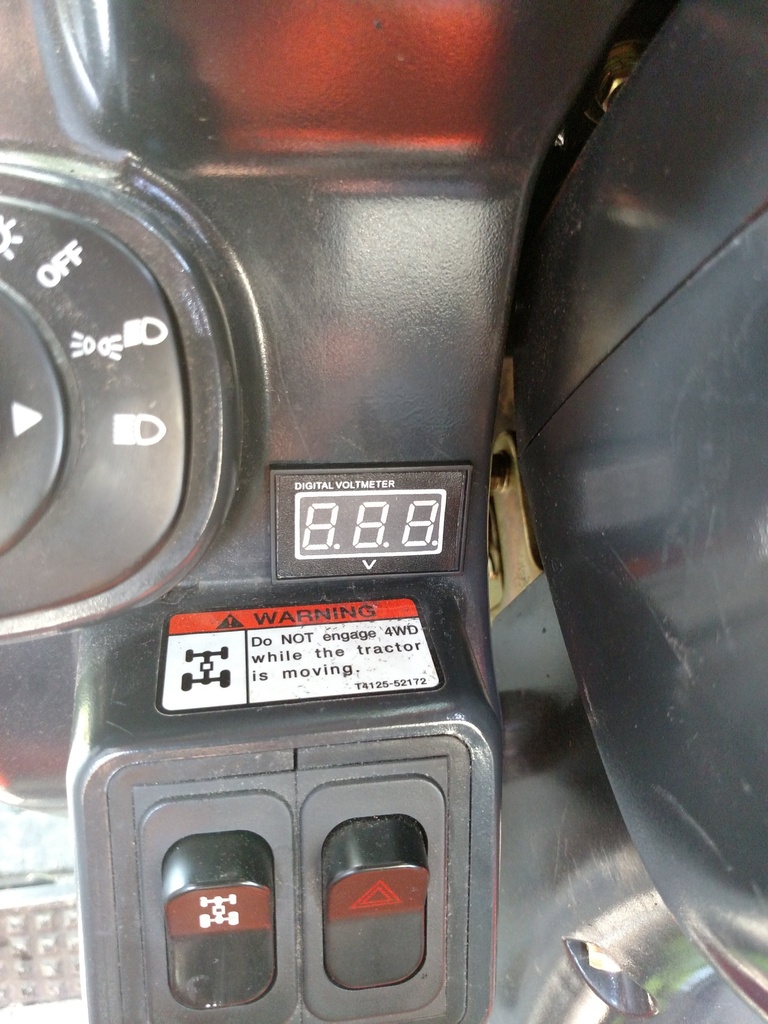 OFF
DIGITAL VOLTMETER
8.8.8.
V
WARNING
Do NOT engage 4WD
while the tractor
is moving.
T4125-52172